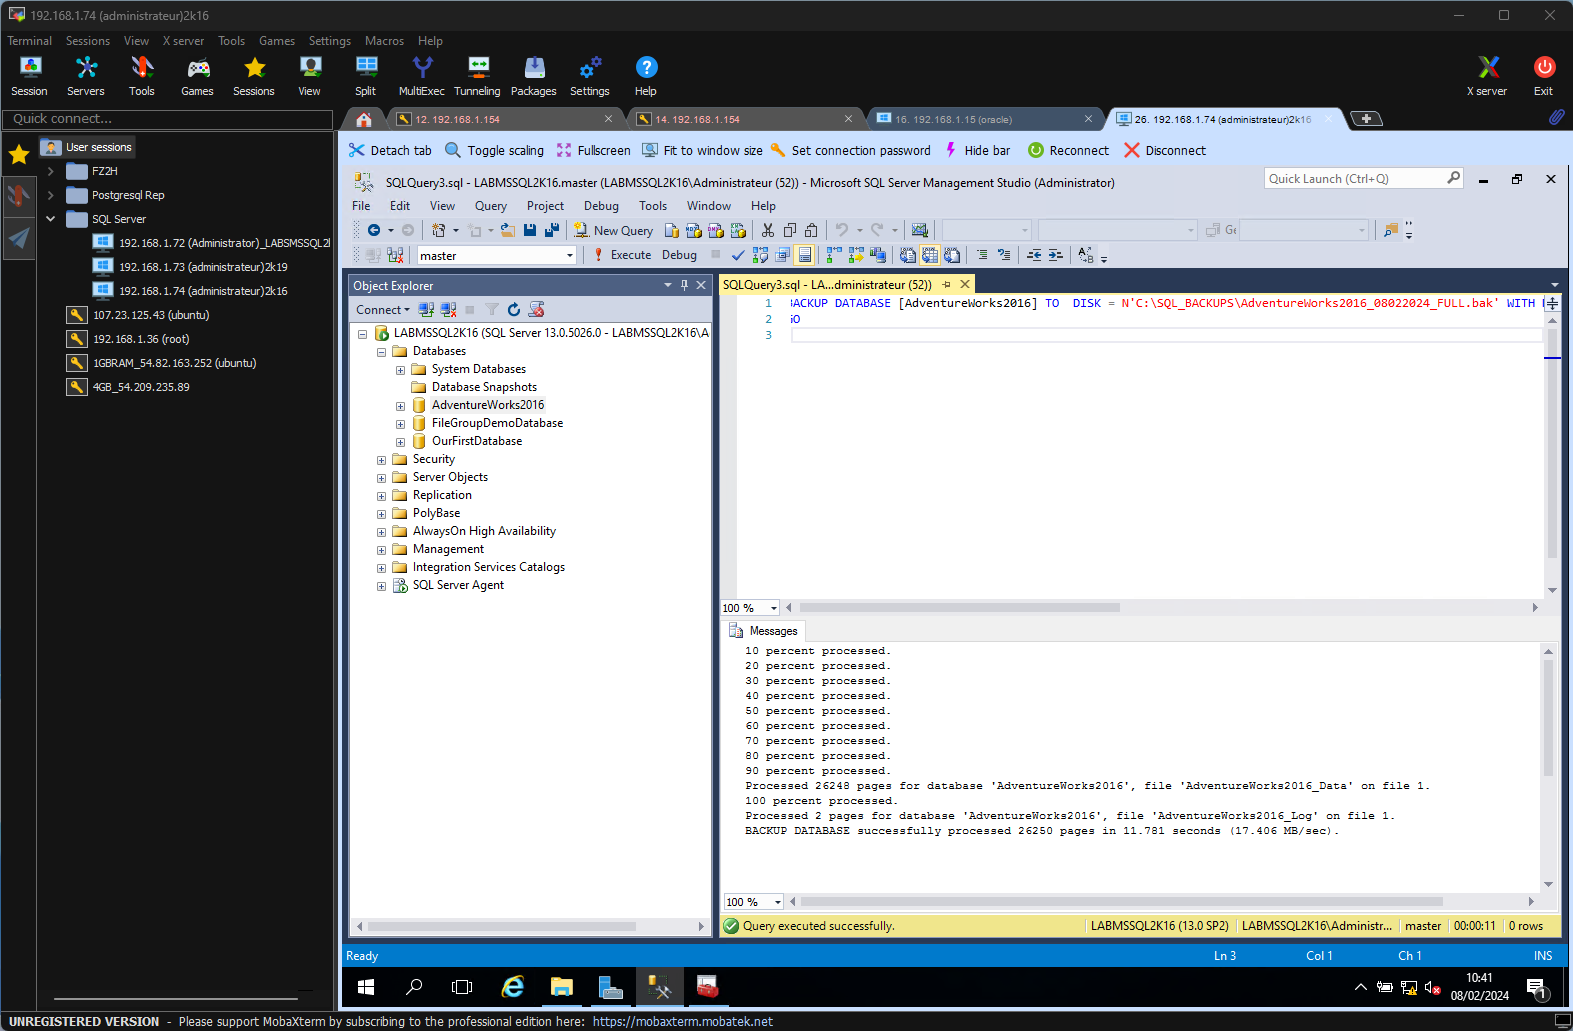 192.168.1.74 (administrateur)2k16
Terminal Sessions View X server Tools Games Settings Macros Help
Session Servers Tools Games Sessions View Split MultiExec Tunneling Packages Settings Help X server Exit
Quick connect...
12. 192.168.1.154
14. 192.168.1.154
16. 192.168.1.15 (oracle)
26. 192.168.1.74 (administrateur)2k16
User sessions
FZ2H
Postgresql Rep
SQL Server
192.168.1.72 (Administrator)_LABSMSSQL2
192.168.1.73 (administrateur)2k19
192.168.1.74 (administrateur)2k16
107.23.125.43 (ubuntu)
192.168.1.36 (root)
1GBRAM_54.82.163.252 (ubuntu)
4GB_54.209.235.89
Detach tab Toggle scaling Fullscreen Fit to window size Set connection password Hide bar Reconnect Disconnect
SQLQuery3.sql - LABMSSQL2K16.master (LABMSSQL2K16\Administrateur (52)) - Microsoft SQL Server Management Studio (Administrator)
Quick Launch (Ctrl+Q)
File Edit View Query Project Debug Tools Window Help
New Query
Ge
master
Execute Debug
Object Explorer
Connect
LABMSSQL2K16 (SQL Server 13.0.5026.0 - LABMSSQL2K16\A
Databases
System Databases
Database Snapshots
AdventureWorks2016
FileGroupDemoDatabase
OurFirstDatabase
Security
Server Objects
Replication
PolyBase
AlwaysOn High Availability
Management
Integration Services Catalogs
SQL Server Agent
SQLQuery3.sql - LA...dministrateur (52))
1 BACKUP DATABASE [AdventureWorks2016] TO DISK = N'C:\SQL_BACKUPS\AdventureWorks2016_08022024_FULL.bak' WITH
2 GO
3
100 %
Messages
10 percent processed.
20 percent processed.
30 percent processed.
40 percent processed.
50 percent processed.
60 percent processed.
70 percent processed.
80 percent processed.
90 percent processed.
Processed 26248 pages for database 'AdventureWorks2016', file 'AdventureWorks2016_Data' on file 1.
100 percent processed.
Processed 2 pages for database 'AdventureWorks2016', file 'AdventureWorks2016_Log' on file 1.
BACKUP DATABASE successfully processed 26250 pages in 11.781 seconds (17.406 MB/sec).
100 %
Query executed successfully. LABMSSQL2K16 (13.0 SP2) LABMSSQL2K16\Administr... master 00:00:11 0 rows
Ready Ln 3 Col 1 Ch 1 INS
10:41
08/02/2024
1
UNREGISTERED VERSION - Please support MobaXterm by subscribing to the professional edition here: https://mobaxterm.mobatek.net